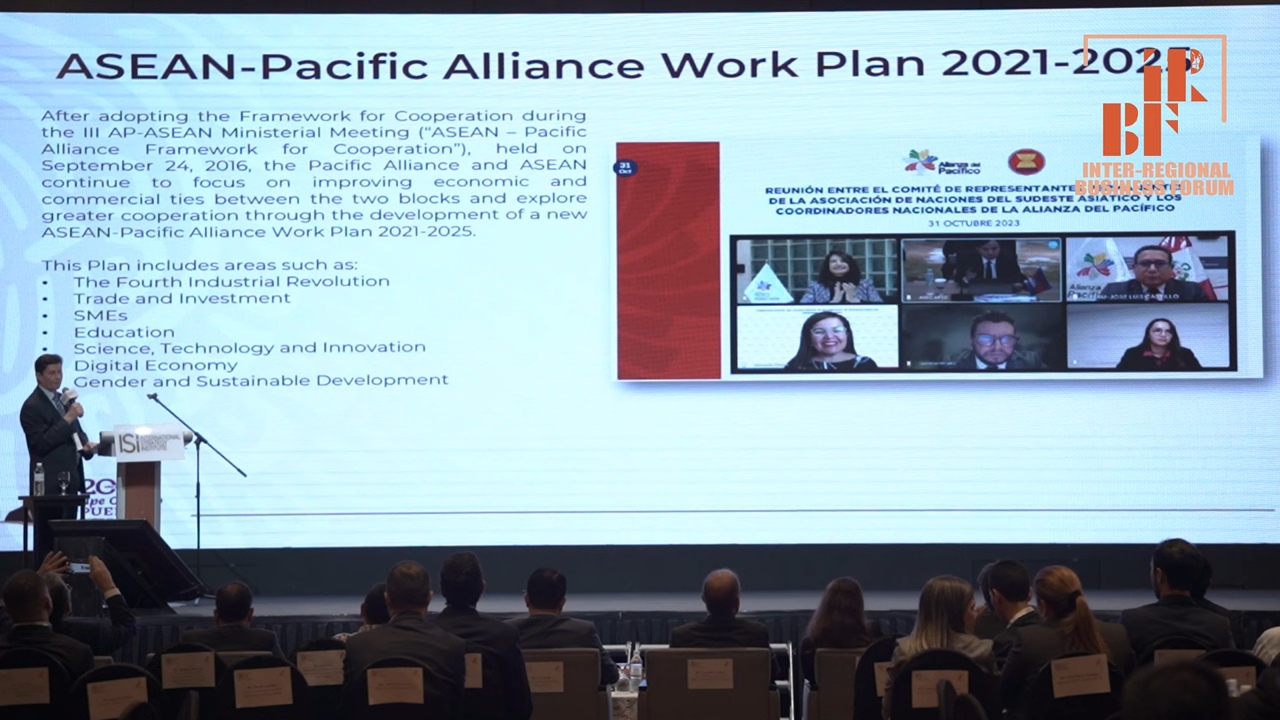 ASEAN-Pacific Alliance Work Plan 2021-2025
After adopting the Framework for Cooperation during
the III AP-ASEAN Ministerial Meeting ("ASEAN – Pacific
Alliance Framework for Cooperation"), held on
September 24, 2016, the Pacific Alliance and ASEAN
continue to focus on improving economic and
commercial ties between the two blocks and explore
greater cooperation through the development of a new
ASEAN-Pacific Alliance Work Plan 2021-2025.
This Plan includes areas such as:
• The Fourth Industrial Revolution
• Trade and Investment
• SMEs
• Education
• Science, Technology and Innovation
• Digital Economy
Gender and Sustainable Development
31
Oct
Alianza del
Pacífico
REUNIÓN ENTRE EL COMITÉ DE REPRESENTANTE
DE LA ASOCIACIÓN DE NACIONES DEL SUDESTE ASIÁTICO Y LOS
COORDINADORES NACIONALES DE LA ALIANZA DEL PACÍFICO
31 OCTUBRE 2023
IR
BF
INTER-REGIONAL
BUSINESS FORUM
ISI
INSTITUTE